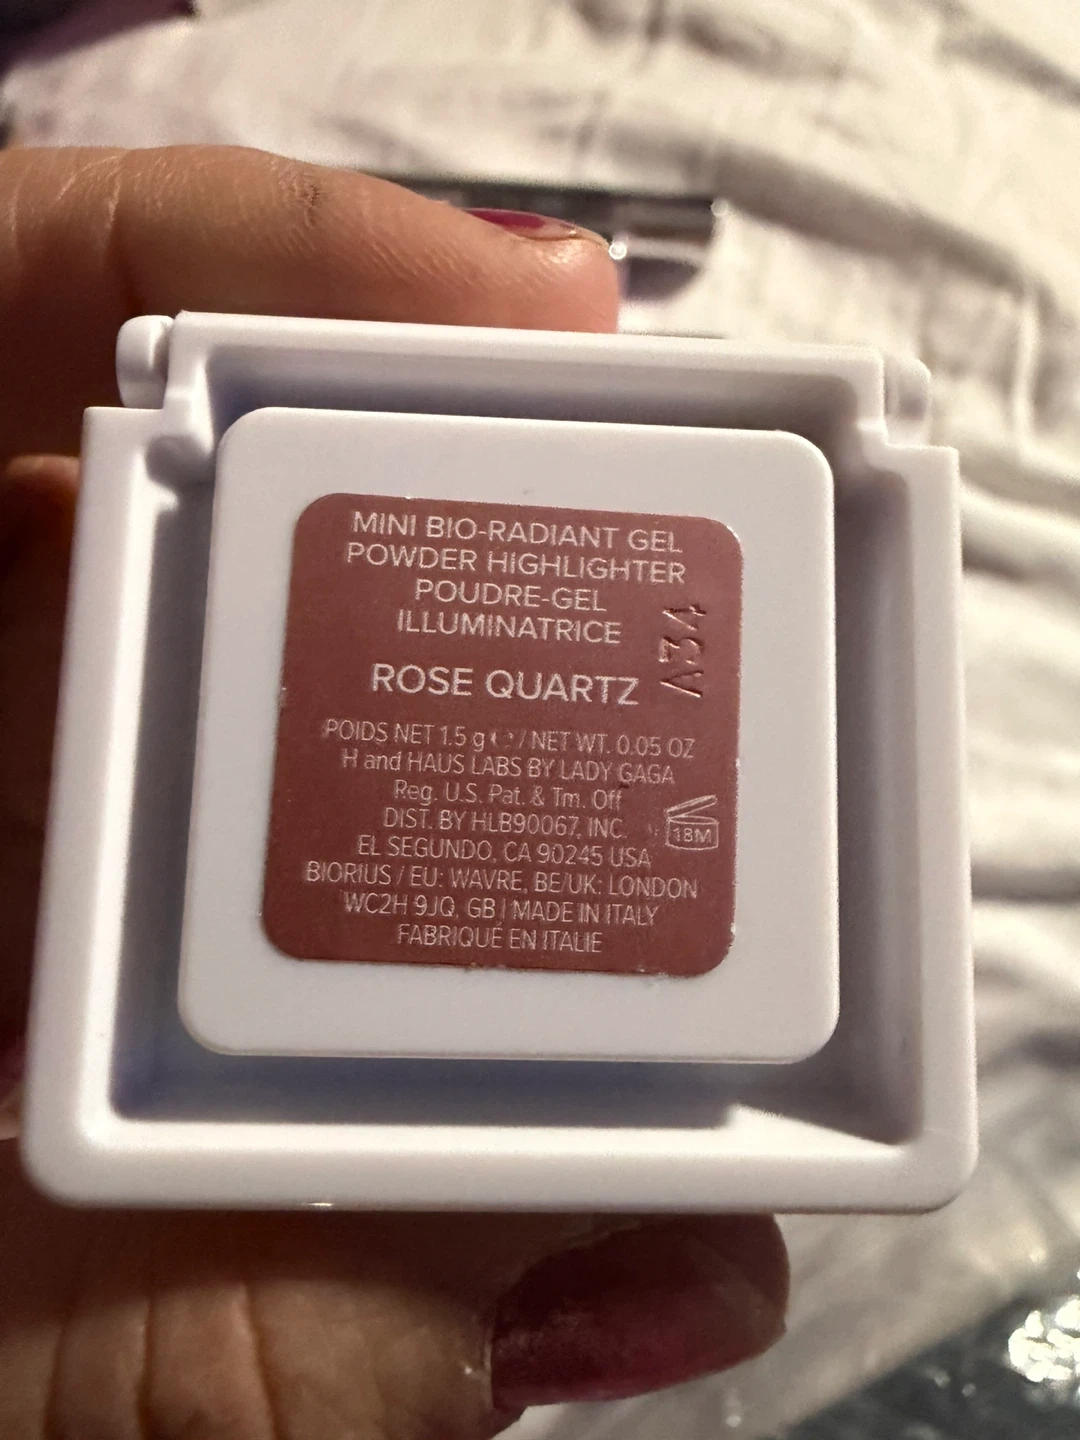 MINI BIO-RADIANT GEL
POWDER HIGHLIGHTER
POUDRE-GEL
ILLUMINATRICE
A34
ROSE QUARTZ
POIDS NET 1.5 g e / NET WT. 0.05 OZ
H and HAUS LABS BY LADY GAGA
Reg. U.S. Pat. & Tm. Off
DIST. BY HLB90067, INC.
18M
EL SEGUNDO, CA 90245 USA
BIORIUS / EU: WAVRE, BE/UK: LONDON
WC2H 9JQ, GB | MADE IN ITALY
FABRIQUÉ EN ITALIE